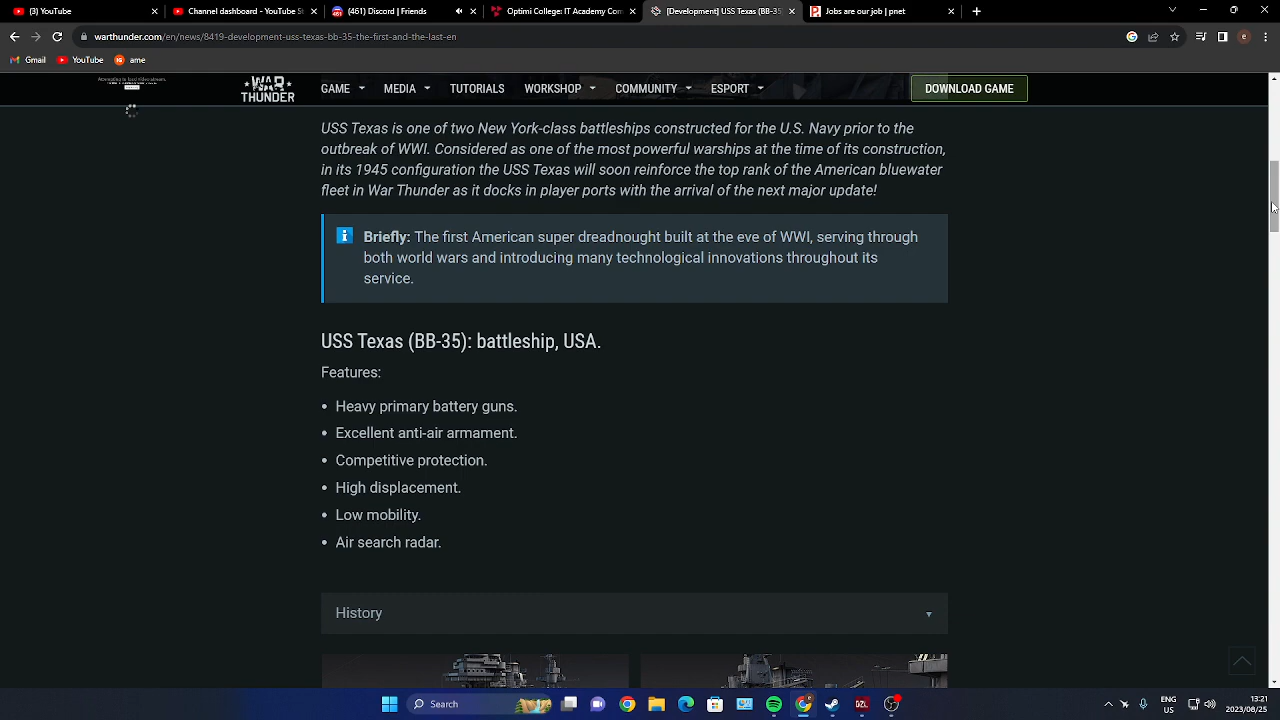 (3) YouTube
Channel dashboard - YouTube St
(461) Discord | Friends
Optimi College: IT Academy Cor
[Development] USS Texas (BB-35)
Jobs are our job | pnet
warthunder.com/en/news/8419-development-uss-texas-bb-35-the-first-and-the-last-en
Gmail
YouTube
ame
WAR THUNDER
GAME
MEDIA
TUTORIALS
WORKSHOP
COMMUNITY
ESPORT
DOWNLOAD GAME
USS Texas is one of two New York-class battleships constructed for the U.S. Navy prior to the
outbreak of WWI. Considered as one of the most powerful warships at the time of its construction,
in its 1945 configuration the USS Texas will soon reinforce the top rank of the American bluewater
fleet in War Thunder as it docks in player ports with the arrival of the next major update!
Briefly: The first American super dreadnought built at the eve of WWI, serving through
both world wars and introducing many technological innovations throughout its
service.
USS Texas (BB-35): battleship, USA.
Features:
• Heavy primary battery guns.
• Excellent anti-air armament.
• Competitive protection.
• High displacement.
• Low mobility.
• Air search radar.
History
Search
ENG
US
13:21
2023/08/25